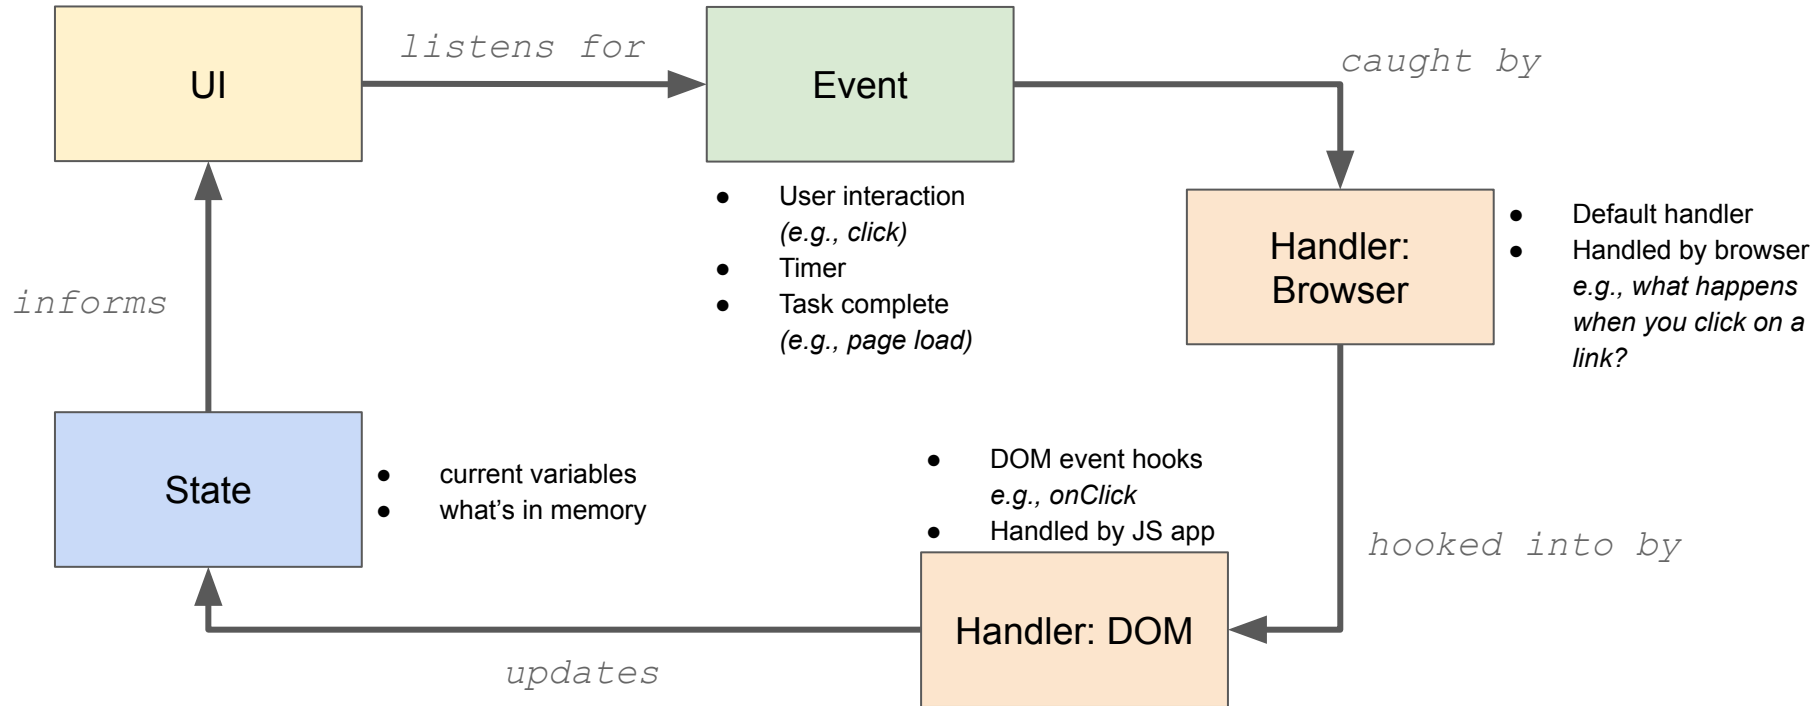 UI
listens for
Event
caught by
● User interaction
(e.g., click)
● Timer
● Task complete
(e.g., page load)
Handler:
Browser
● Default handler
● Handled by browser
e.g., what happens
when you click on a
link?
informs
State
● current variables
● what’s in memory
● DOM event hooks
e.g., onClick
● Handled by JS app
hooked into by
Handler: DOM
updates